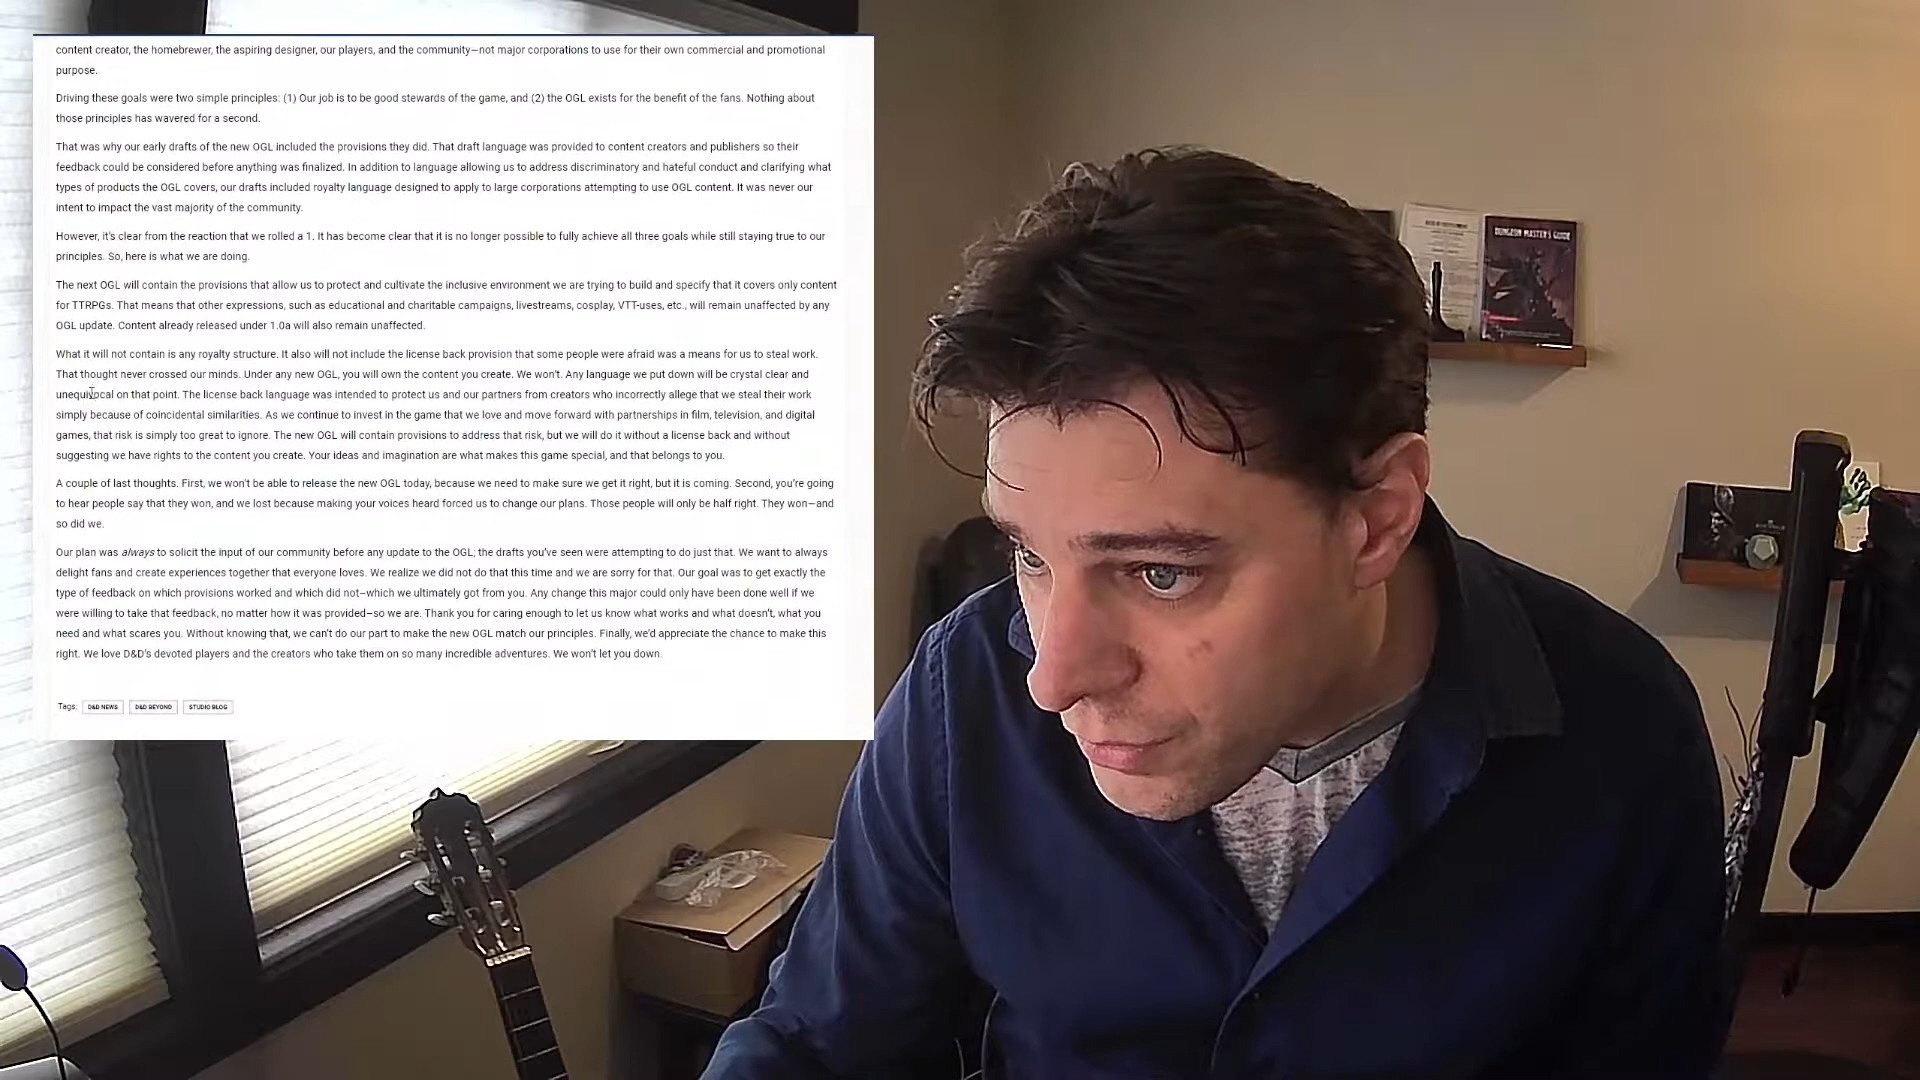 content creator, the homebrewer, the aspiring designer, our players, and the community—not major corporations to use for their own commercial and promotional
purpose.
Driving these goals were two simple principles: (1) Our job is to be good stewards of the game, and (2) the OGL exists for the benefit of the fans. Nothing about
those principles has wavered for a second.
That was why our early drafts of the new OGL included the provisions they did. That draft language was provided to content creators and publishers so their
feedback could be considered before anything was finalized. In addition to language allowing us to address discriminatory and hateful conduct and clarifying what
types of products the OGL covers, our drafts included royalty language designed to apply to large corporations attempting to use OGL content. It was never our
intent to impact the vast majority of the community.
However, it's clear from the reaction that we rolled a 1. It has become clear that it is no longer possible to fully achieve all three goals while still staying true to our
principles. So, here is what we are doing.
The next OGL will contain the provisions that allow us to protect and cultivate the inclusive environment we are trying to build and specify that it covers only content
for TTRPGs. That means that other expressions, such as educational and charitable campaigns, livestreams, cosplay, VTT-uses, etc., will remain unaffected by any
OGL update. Content already released under 1.0a will also remain unaffected.
What it will not contain is any royalty structure. It also will not include the license back provision that some people were afraid was a means for us to steal work.
That thought never crossed our minds. Under any new OGL, you will own the content you create. We won't. Any language we put down will be crystal clear and
unequivocal on that point. The license back language was intended to protect us and our partners from creators who incorrectly allege that we steal their work
simply because of coincidental similarities. As we continue to invest in the game that we love and move forward with partnerships in film, television, and digital
games, that risk is simply too great to ignore. The new OGL will contain provisions to address that risk, but we will do it without a license back and without
suggesting we have rights to the content you create. Your ideas and imagination are what makes this game special, and that belongs to you.
A couple of last thoughts. First, we won't be able to release the new OGL today, because we need to make sure we get it right, but it is coming. Second, you're going
to hear people say that they won, and we lost because making your voices heard forced us to change our plans. Those people will only be half right. They won—and
so did we.
Our plan was always to solicit the input of our community before any update to the OGL; the drafts you've seen were attempting to do just that. We want to always
delight fans and create experiences together that everyone loves. We realize we did not do that this time and we are sorry for that. Our goal was to get exactly the
type of feedback on which provisions worked and which did not–which we ultimately got from you. Any change this major could only have been done well if we
were willing to take that feedback, no matter how it was provided–so we are. Thank you for caring enough to let us know what works and what doesn't, what you
need and what scares you. Without knowing that, we can't do our part to make the new OGL match our principles. Finally, we'd appreciate the chance to make this
right. We love D&D's devoted players and the creators who take them on so many incredible adventures. We won't let you down.
Tags: D&D NEWS D&D BEYOND STUDIO BLOG
DUNGEON MASTER'S GUIDE